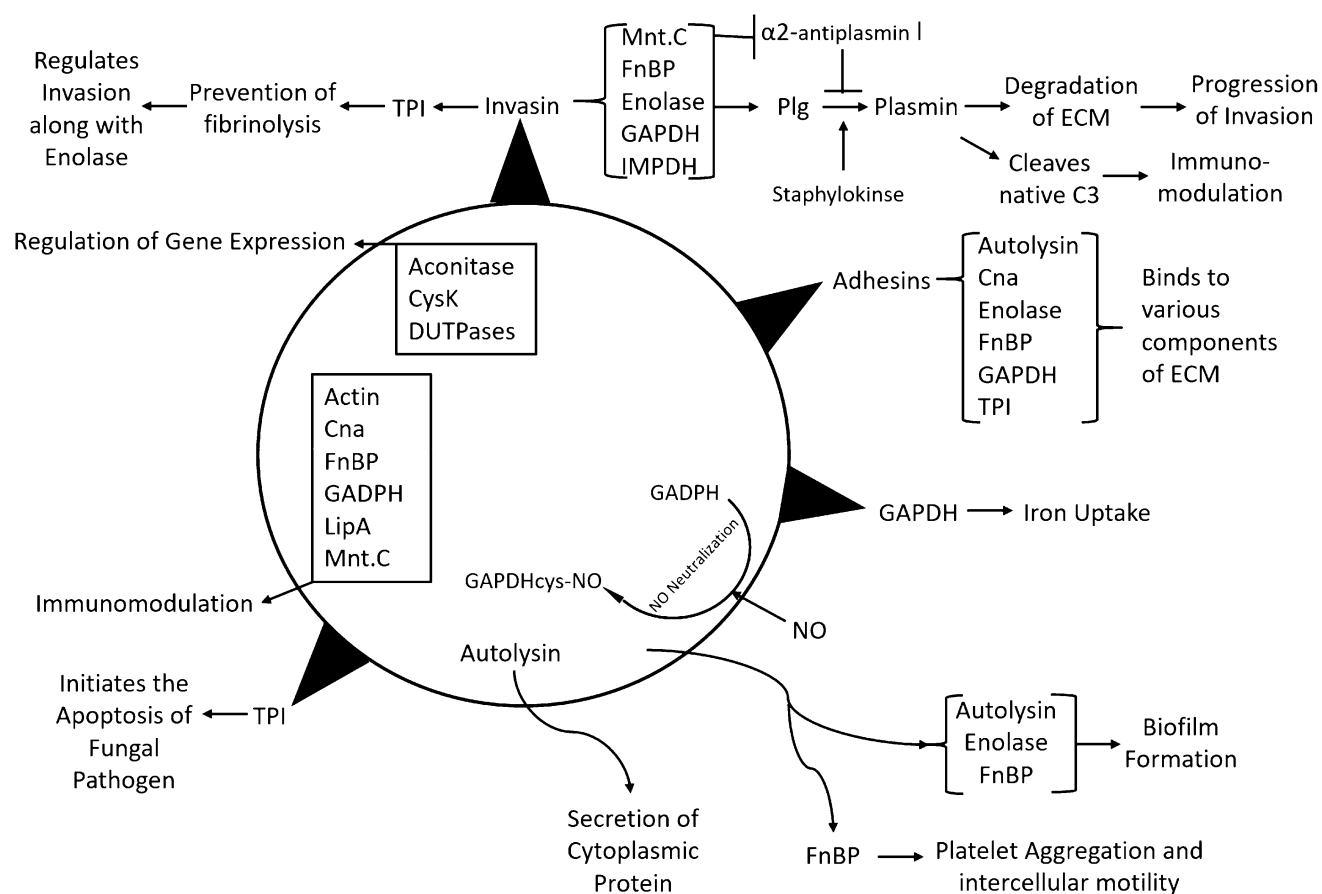 Regulates
Invasion
along with
Enolase
Prevention of
fibrinolysis
TPI
Invasin
Mnt.C
FnBP
Enolase
GAPDH
IMPDH
α2-antiplasmin I
Plg
Plasmin
Staphylokinse
Degradation
of ECM
Progression
of Invasion
Cleaves
native C3
Immuno-
modulation
Regulation of Gene Expression
Aconitase
CysK
DUTPases
Adhesins
Autolysin
Cna
Enolase
FnBP
GAPDH
TPI
Binds to
various
components
of ECM
Actin
Cna
FnBP
GADPH
LipA
Mnt.C
Immunomodulation
GADPH
NO Neutralization
GAPDHcys-NO
NO
GAPDH
Iron Uptake
Autolysin
Secretion of
Cytoplasmic
Protein
Initiates the
Apoptosis of
Fungal
Pathogen
TPI
Autolysin
Enolase
FnBP
Biofilm
Formation
FnBP
Platelet Aggregation and
intercellular motility